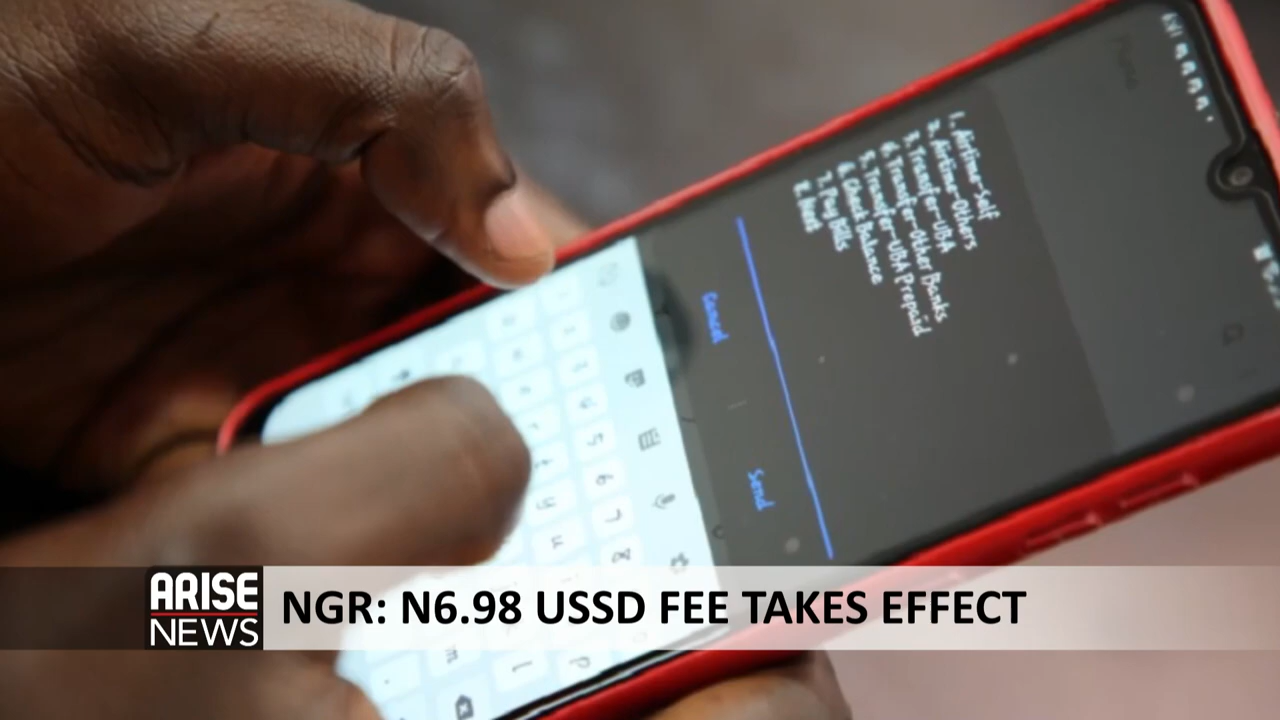 1. Airtime-Self
2. Airtime-Others
3. Transfer-UBA
4. Transfer-Other Banks
5. Transfer-UBA Prepaid
6. Check Balance
7. Pay Bills
8. Next
Cancel
Send
ARISE
NEWS
NGR: N6.98 USSD FEE TAKES EFFECT